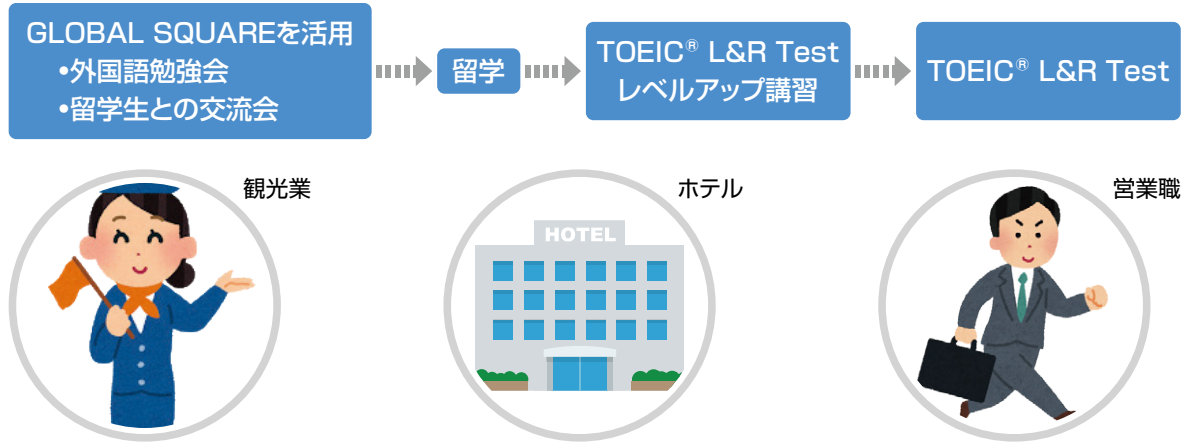 GLOBAL SQUAREを活用
•外国語勉強会
•留学生との交流会
留学
TOEIC® L&R Test
レベルアップ講習
TOEIC® L&R Test
観光業
ホテル
営業職
HOTEL